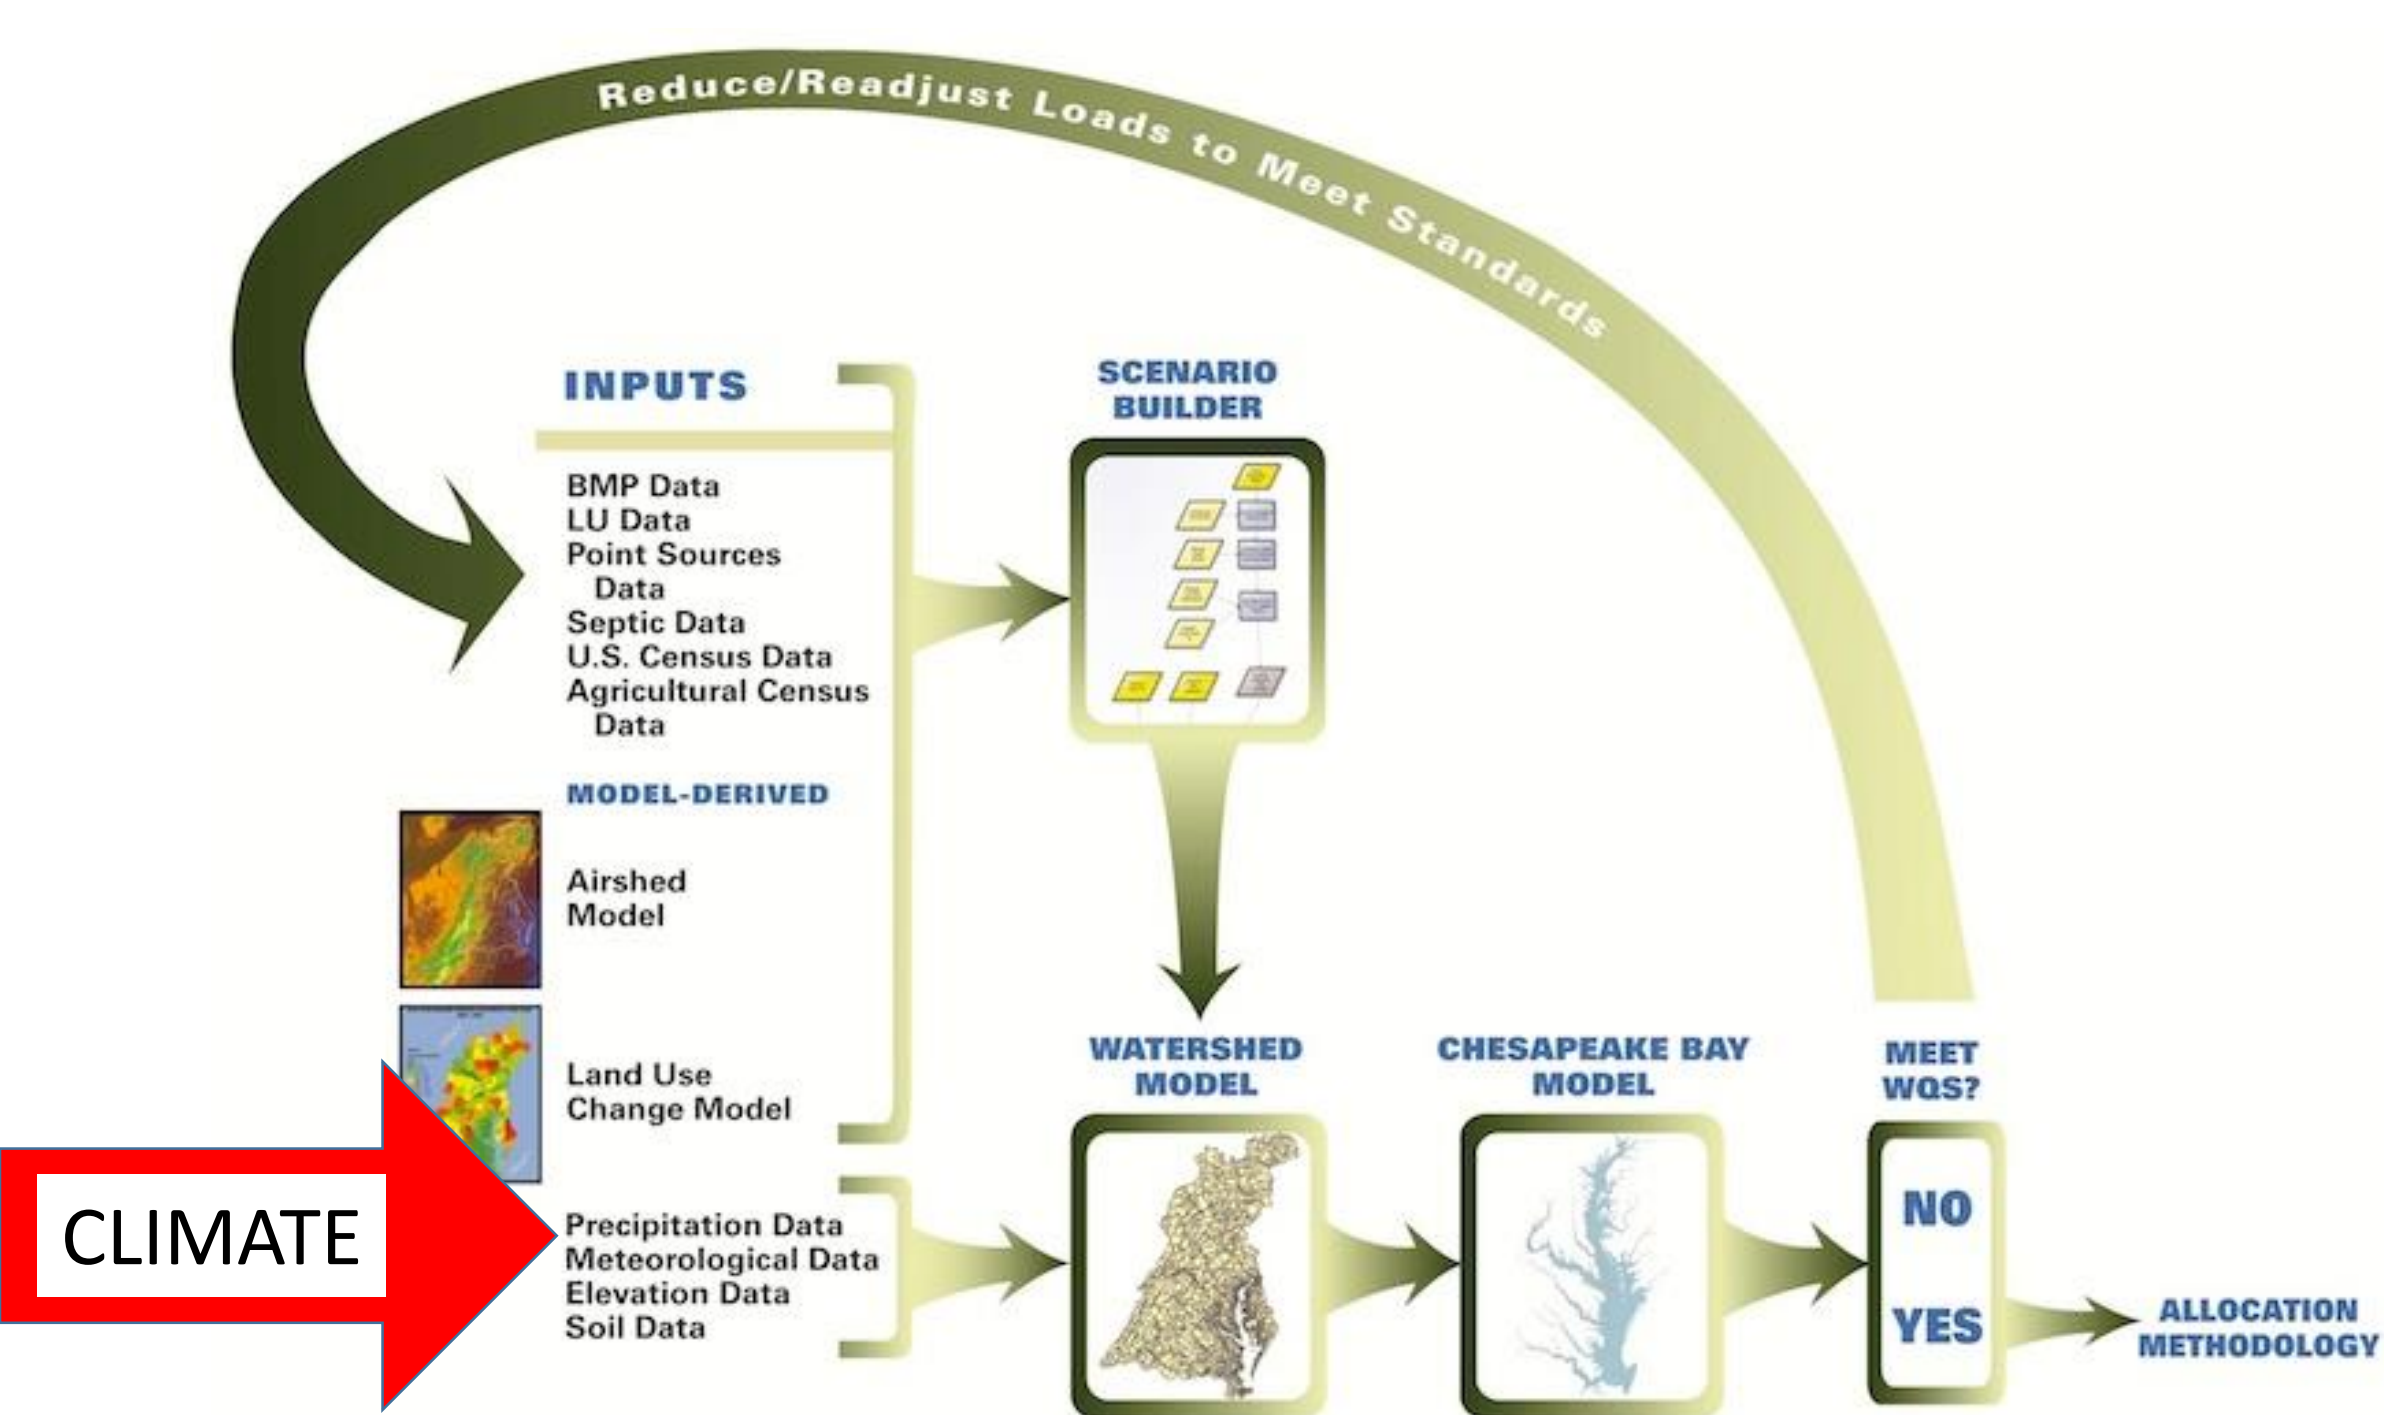 Reduce/Readjust Loads to Meet Standards
INPUTS
BMP Data
LU Data
Point Sources
Data
Septic Data
U.S. Census Data
Agricultural Census
Data
MODEL-DERIVED
Airshed
Model
Land Use
Change Model
CLIMATE
Precipitation Data
Meteorological Data
Elevation Data
Soil Data
SCENARIO
BUILDER
WATERSHED
MODEL
CHESAPEAKE BAY
MODEL
MEET
WQS?
NO
YES
ALLOCATION
METHODOLOGY